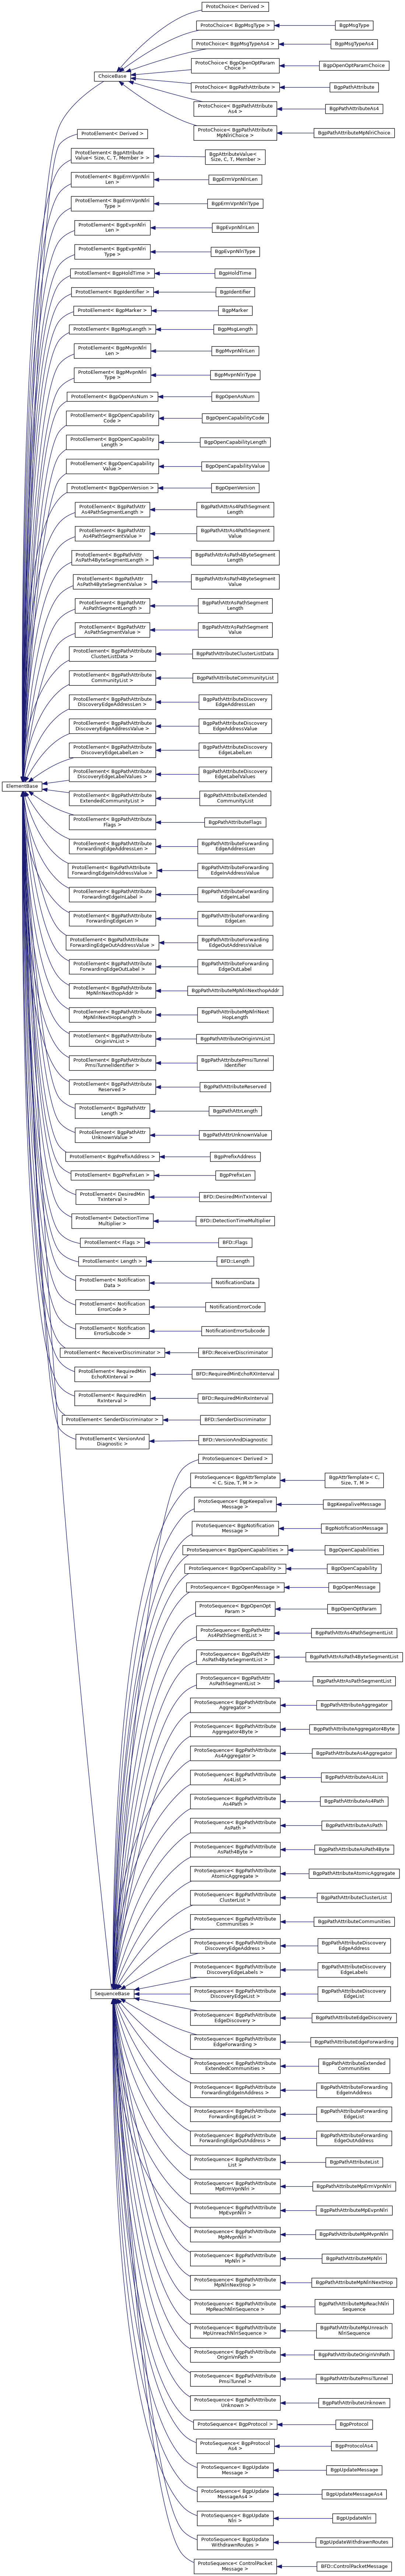 ProtoChoice< Derived >
ProtoChoice< BgpMsgType >
BgpMsgType
ProtoChoice< BgpMsgTypeAs4 >
BgpMsgTypeAs4
ProtoChoice< BgpOpenOptParam
Choice >
BgpOpenOptParamChoice
ChoiceBase
ProtoChoice< BgpPathAttribute >
BgpPathAttribute
ProtoChoice< BgpPathAttribute
As4 >
BgpPathAttributeAs4
ProtoChoice< BgpPathAttribute
MpNlriChoice >
BgpPathAttributeMpNlriChoice
ProtoElement< Derived >
ProtoElement< BgpAttribute
Value< Size, C, T, Member > >
BgpAttributeValue<
Size, C, T, Member >
ProtoElement< BgpErmVpnNlri
Len >
BgpErmVpnNlriLen
ProtoElement< BgpErmVpnNlri
Type >
BgpErmVpnNlriType
ProtoElement< BgpEvpnNlri
Len >
BgpEvpnNlriLen
ProtoElement< BgpEvpnNlri
Type >
BgpEvpnNlriType
ProtoElement< BgpHoldTime >
BgpHoldTime
ProtoElement< BgpIdentifier >
BgpIdentifier
ProtoElement< BgpMarker >
BgpMarker
ProtoElement< BgpMsgLength >
BgpMsgLength
ProtoElement< BgpMvpnNlri
Len >
BgpMvpnNlriLen
ProtoElement< BgpMvpnNlri
Type >
BgpMvpnNlriType
ProtoElement< BgpOpenAsNum >
BgpOpenAsNum
ProtoElement< BgpOpenCapability
Code >
BgpOpenCapabilityCode
ProtoElement< BgpOpenCapability
Length >
BgpOpenCapabilityLength
ProtoElement< BgpOpenCapability
Value >
BgpOpenCapabilityValue
ProtoElement< BgpOpenVersion >
BgpOpenVersion
ProtoElement< BgpPathAttr
As4PathSegmentLength >
BgpPathAttrAs4PathSegment
Length
ProtoElement< BgpPathAttr
As4PathSegmentValue >
BgpPathAttrAs4PathSegment
Value
ProtoElement< BgpPathAttr
AsPath4ByteSegmentLength >
BgpPathAttrAsPath4ByteSegment
Length
ProtoElement< BgpPathAttr
AsPath4ByteSegmentValue >
BgpPathAttrAsPath4ByteSegment
Value
ProtoElement< BgpPathAttr
AsPathSegmentLength >
BgpPathAttrAsPathSegment
Length
ProtoElement< BgpPathAttr
AsPathSegmentValue >
BgpPathAttrAsPathSegment
Value
ProtoElement< BgpPathAttribute
ClusterListData >
BgpPathAttributeClusterListData
ProtoElement< BgpPathAttribute
CommunityList >
BgpPathAttributeCommunityList
ProtoElement< BgpPathAttribute
DiscoveryEdgeAddressLen >
BgpPathAttributeDiscovery
EdgeAddressLen
ProtoElement< BgpPathAttribute
DiscoveryEdgeAddressValue >
BgpPathAttributeDiscovery
EdgeAddressValue
ProtoElement< BgpPathAttribute
DiscoveryEdgeLabelLen >
BgpPathAttributeDiscovery
EdgeLabelLen
ProtoElement< BgpPathAttribute
DiscoveryEdgeLabelValues >
BgpPathAttributeDiscovery
EdgeLabelValues
ElementBase
ProtoElement< BgpPathAttribute
ExtendedCommunityList >
BgpPathAttributeExtended
CommunityList
ProtoElement< BgpPathAttribute
Flags >
BgpPathAttributeFlags
ProtoElement< BgpPathAttribute
ForwardingEdgeAddressLen >
BgpPathAttributeForwarding
EdgeAddressLen
ProtoElement< BgpPathAttribute
ForwardingEdgeInAddressValue >
BgpPathAttributeForwarding
EdgeInAddressValue
ProtoElement< BgpPathAttribute
ForwardingEdgeInLabel >
BgpPathAttributeForwarding
EdgeInLabel
ProtoElement< BgpPathAttribute
ForwardingEdgeLen >
BgpPathAttributeForwarding
EdgeLen
ProtoElement< BgpPathAttribute
ForwardingEdgeOutAddressValue >
BgpPathAttributeForwarding
EdgeOutAddressValue
ProtoElement< BgpPathAttribute
ForwardingEdgeOutLabel >
BgpPathAttributeForwarding
EdgeOutLabel
ProtoElement< BgpPathAttribute
MpNlriNexthopAddr >
BgpPathAttributeMpNlriNexthopAddr
ProtoElement< BgpPathAttribute
MpNlriNextHopLength >
BgpPathAttributeMpNlriNext
HopLength
ProtoElement< BgpPathAttribute
OriginVnList >
BgpPathAttributeOriginVnList
ProtoElement< BgpPathAttribute
PmsiTunnelIdentifier >
BgpPathAttributePmsiTunnel
Identifier
ProtoElement< BgpPathAttribute
Reserved >
BgpPathAttributeReserved
ProtoElement< BgpPathAttr
Length >
BgpPathAttrLength
ProtoElement< BgpPathAttr
UnknownValue >
BgpPathAttrUnknownValue
ProtoElement< BgpPrefixAddress >
BgpPrefixAddress
ProtoElement< BgpPrefixLen >
BgpPrefixLen
ProtoElement< DesiredMin
TxInterval >
BFD::DesiredMinTxInterval
ProtoElement< DetectionTime
Multiplier >
BFD::DetectionTimeMultiplier
ProtoElement< Flags >
BFD::Flags
ProtoElement< Length >
BFD::Length
ProtoElement< Notification
Data >
NotificationData
ProtoElement< Notification
ErrorCode >
NotificationErrorCode
ProtoElement< Notification
ErrorSubcode >
NotificationErrorSubcode
ProtoElement< ReceiverDiscriminator >
BFD::ReceiverDiscriminator
ProtoElement< RequiredMin
EchoRXInterval >
BFD::RequiredMinEchoRXInterval
ProtoElement< RequiredMin
RxInterval >
BFD::RequiredMinRxInterval
ProtoElement< SenderDiscriminator >
BFD::SenderDiscriminator
ProtoElement< VersionAnd
Diagnostic >
BFD::VersionAndDiagnostic
ProtoSequence< Derived >
ProtoSequence< BgpAttrTemplate
< C, Size, T, M > >
BgpAttrTemplate< C,
Size, T, M >
ProtoSequence< BgpKeepalive
Message >
BgpKeepaliveMessage
ProtoSequence< BgpNotification
Message >
BgpNotificationMessage
ProtoSequence< BgpOpenCapabilities >
BgpOpenCapabilities
ProtoSequence< BgpOpenCapability >
BgpOpenCapability
ProtoSequence< BgpOpenMessage >
BgpOpenMessage
ProtoSequence< BgpOpenOpt
Param >
BgpOpenOptParam
ProtoSequence< BgpPathAttr
As4PathSegmentList >
BgpPathAttrAs4PathSegmentList
ProtoSequence< BgpPathAttr
AsPath4ByteSegmentList >
BgpPathAttrAsPath4ByteSegmentList
ProtoSequence< BgpPathAttr
AsPathSegmentList >
BgpPathAttrAsPathSegmentList
ProtoSequence< BgpPathAttribute
Aggregator >
BgpPathAttributeAggregator
ProtoSequence< BgpPathAttribute
Aggregator4Byte >
BgpPathAttributeAggregator4Byte
ProtoSequence< BgpPathAttribute
As4Aggregator >
BgpPathAttributeAs4Aggregator
ProtoSequence< BgpPathAttribute
As4List >
BgpPathAttributeAs4List
ProtoSequence< BgpPathAttribute
As4Path >
BgpPathAttributeAs4Path
ProtoSequence< BgpPathAttribute
AsPath >
BgpPathAttributeAsPath
ProtoSequence< BgpPathAttribute
AsPath4Byte >
BgpPathAttributeAsPath4Byte
ProtoSequence< BgpPathAttribute
AtomicAggregate >
BgpPathAttributeAtomicAggregate
ProtoSequence< BgpPathAttribute
ClusterList >
BgpPathAttributeClusterList
ProtoSequence< BgpPathAttribute
Communities >
BgpPathAttributeCommunities
ProtoSequence< BgpPathAttribute
DiscoveryEdgeAddress >
BgpPathAttributeDiscovery
EdgeAddress
ProtoSequence< BgpPathAttribute
DiscoveryEdgeLabels >
BgpPathAttributeDiscovery
EdgeLabels
SequenceBase
ProtoSequence< BgpPathAttribute
DiscoveryEdgeList >
BgpPathAttributeDiscovery
EdgeList
ProtoSequence< BgpPathAttribute
EdgeDiscovery >
BgpPathAttributeEdgeDiscovery
ProtoSequence< BgpPathAttribute
EdgeForwarding >
BgpPathAttributeEdgeForwarding
ProtoSequence< BgpPathAttribute
ExtendedCommunities >
BgpPathAttributeExtended
Communities
ProtoSequence< BgpPathAttribute
ForwardingEdgeInAddress >
BgpPathAttributeForwarding
EdgeInAddress
ProtoSequence< BgpPathAttribute
ForwardingEdgeList >
BgpPathAttributeForwarding
EdgeList
ProtoSequence< BgpPathAttribute
ForwardingEdgeOutAddress >
BgpPathAttributeForwarding
EdgeOutAddress
ProtoSequence< BgpPathAttribute
List >
BgpPathAttributeList
ProtoSequence< BgpPathAttribute
MpErmVpnNlri >
BgpPathAttributeMpErmVpnNlri
ProtoSequence< BgpPathAttribute
MpEvpnNlri >
BgpPathAttributeMpEvpnNlri
ProtoSequence< BgpPathAttribute
MpMvpnNlri >
BgpPathAttributeMpMvpnNlri
ProtoSequence< BgpPathAttribute
MpNlri >
BgpPathAttributeMpNlri
ProtoSequence< BgpPathAttribute
MpNlriNextHop >
BgpPathAttributeMpNlriNextHop
ProtoSequence< BgpPathAttribute
MpReachNlriSequence >
BgpPathAttributeMpReachNlri
Sequence
ProtoSequence< BgpPathAttribute
MpUnreachNlriSequence >
BgpPathAttributeMpUnreach
NlriSequence
ProtoSequence< BgpPathAttribute
OriginVnPath >
BgpPathAttributeOriginVnPath
ProtoSequence< BgpPathAttribute
PmsiTunnel >
BgpPathAttributePmsiTunnel
ProtoSequence< BgpPathAttribute
Unknown >
BgpPathAttributeUnknown
ProtoSequence< BgpProtocol >
BgpProtocol
ProtoSequence< BgpProtocol
As4 >
BgpProtocolAs4
ProtoSequence< BgpUpdate
Message >
BgpUpdateMessage
ProtoSequence< BgpUpdate
MessageAs4 >
BgpUpdateMessageAs4
ProtoSequence< BgpUpdate
Nlri >
BgpUpdateNlri
ProtoSequence< BgpUpdate
WithdrawnRoutes >
BgpUpdateWithdrawnRoutes
ProtoSequence< ControlPacket
Message >
BFD::ControlPacketMessage